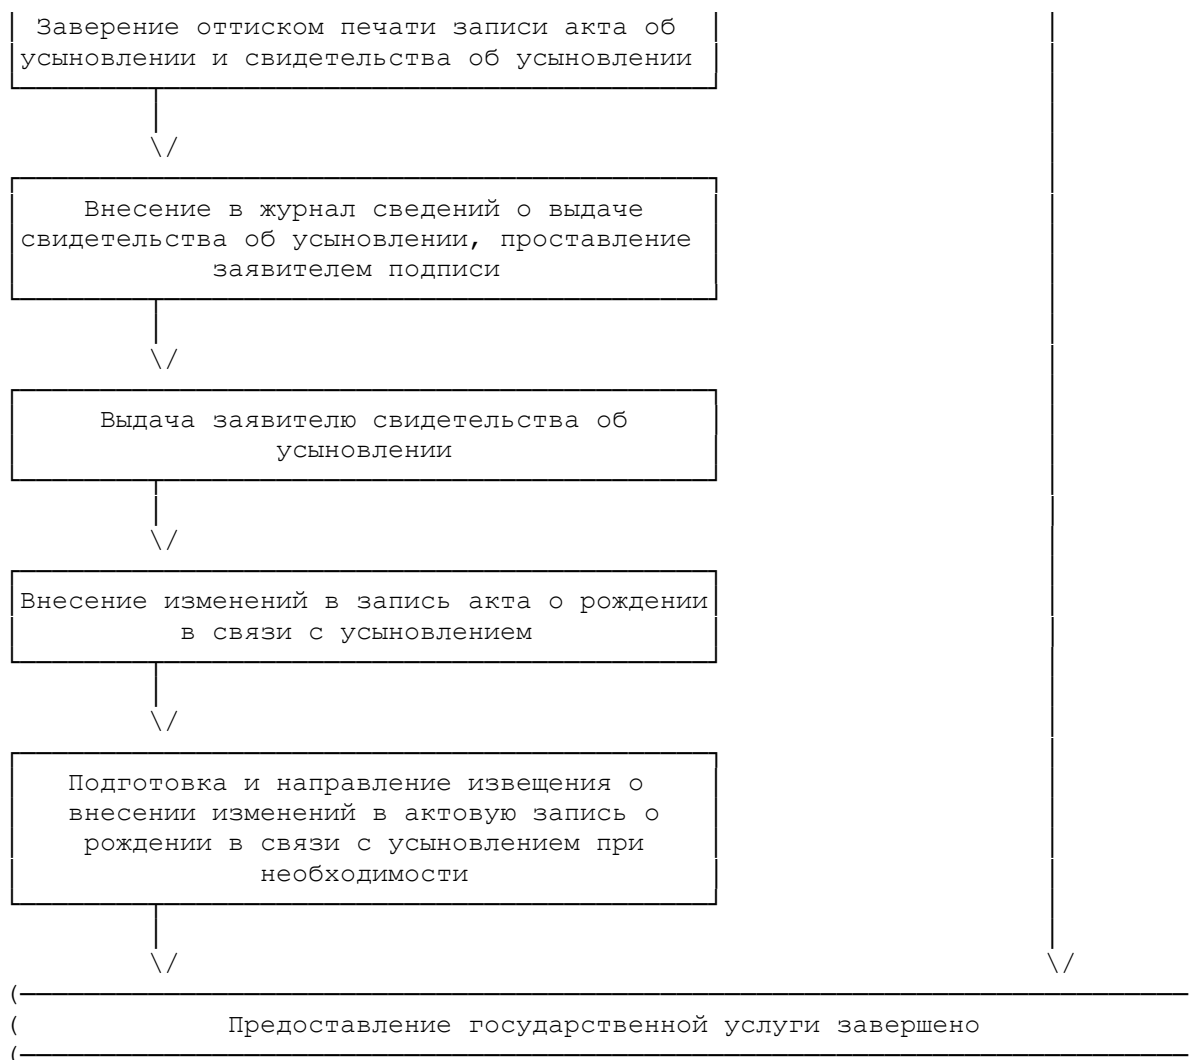 Заверение оттиском печати записи акта об
усыновлении и свидетельства об усыновлении
Внесение в журнал сведений о выдаче
свидетельства об усыновлении, проставление
заявителем подписи
Выдача заявителю свидетельства об
усыновлении
Внесение изменений в запись акта о рождении
в связи с усыновлением
Подготовка и направление извещения о
внесении изменений в актовую запись о
рождении в связи с усыновлением при
необходимости
Предоставление государственной услуги завершено